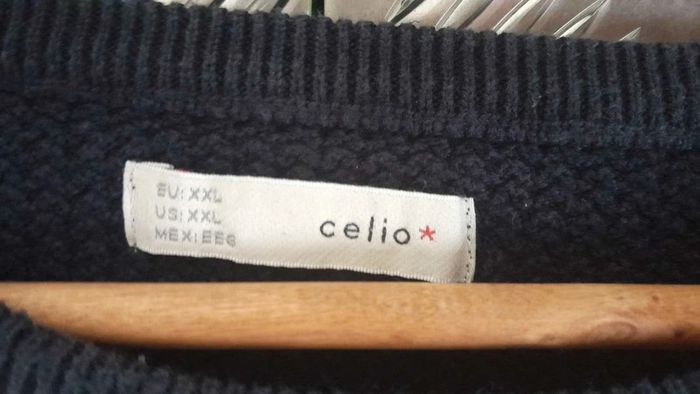 EU: XXL
US: XXL
MEX: EEG
celio*